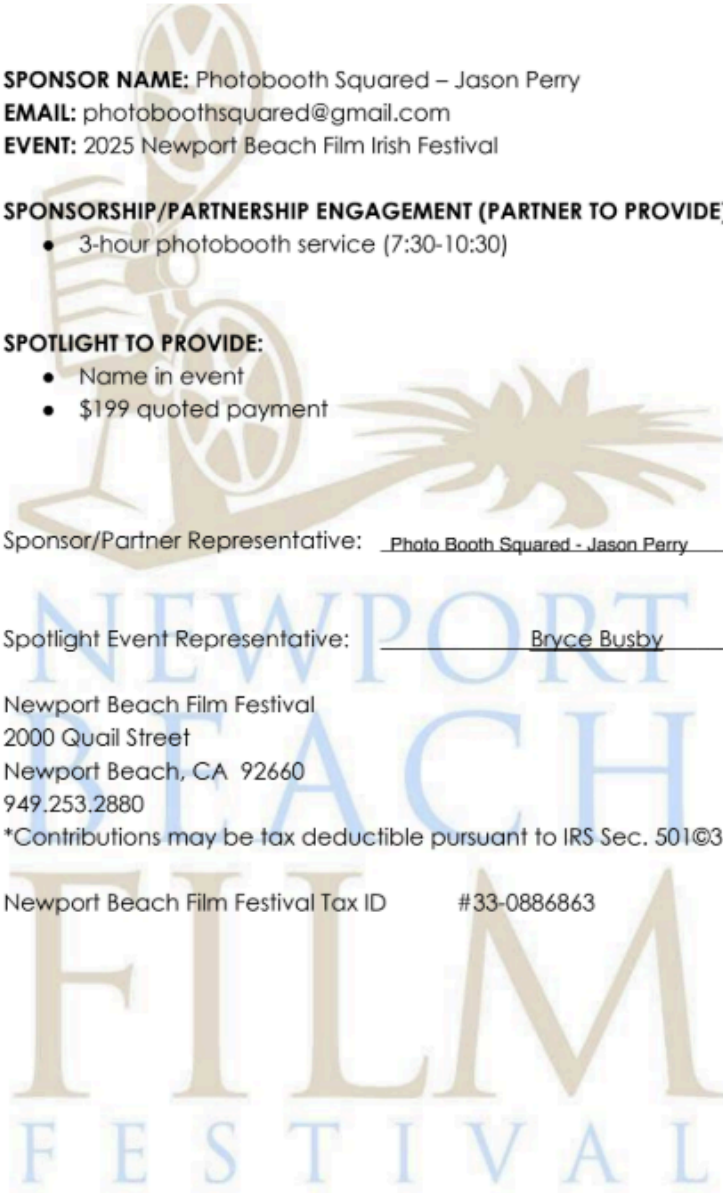 SPONSOR NAME: Photobooth Squared – Jason Perry
EMAIL: photoboothsquared@gmail.com
EVENT: 2025 Newport Beach Film Irish Festival
SPONSORSHIP/PARTNERSHIP ENGAGEMENT (PARTNER TO PROVIDE)
● 3-hour photobooth service (7:30-10:30)
SPOTLIGHT TO PROVIDE:
● Name in event
● $199 quoted payment
Sponsor/Partner Representative: Photo Booth Squared - Jason Perry
Spotlight Event Representative: Bryce Busby
Newport Beach Film Festival
2000 Quail Street
Newport Beach, CA 92660
949.253.2880
*Contributions may be tax deductible pursuant to IRS Sec. 501©3
Newport Beach Film Festival Tax ID #33-0886863
NEWPORT
BEACH
FILM
FESTIVAL